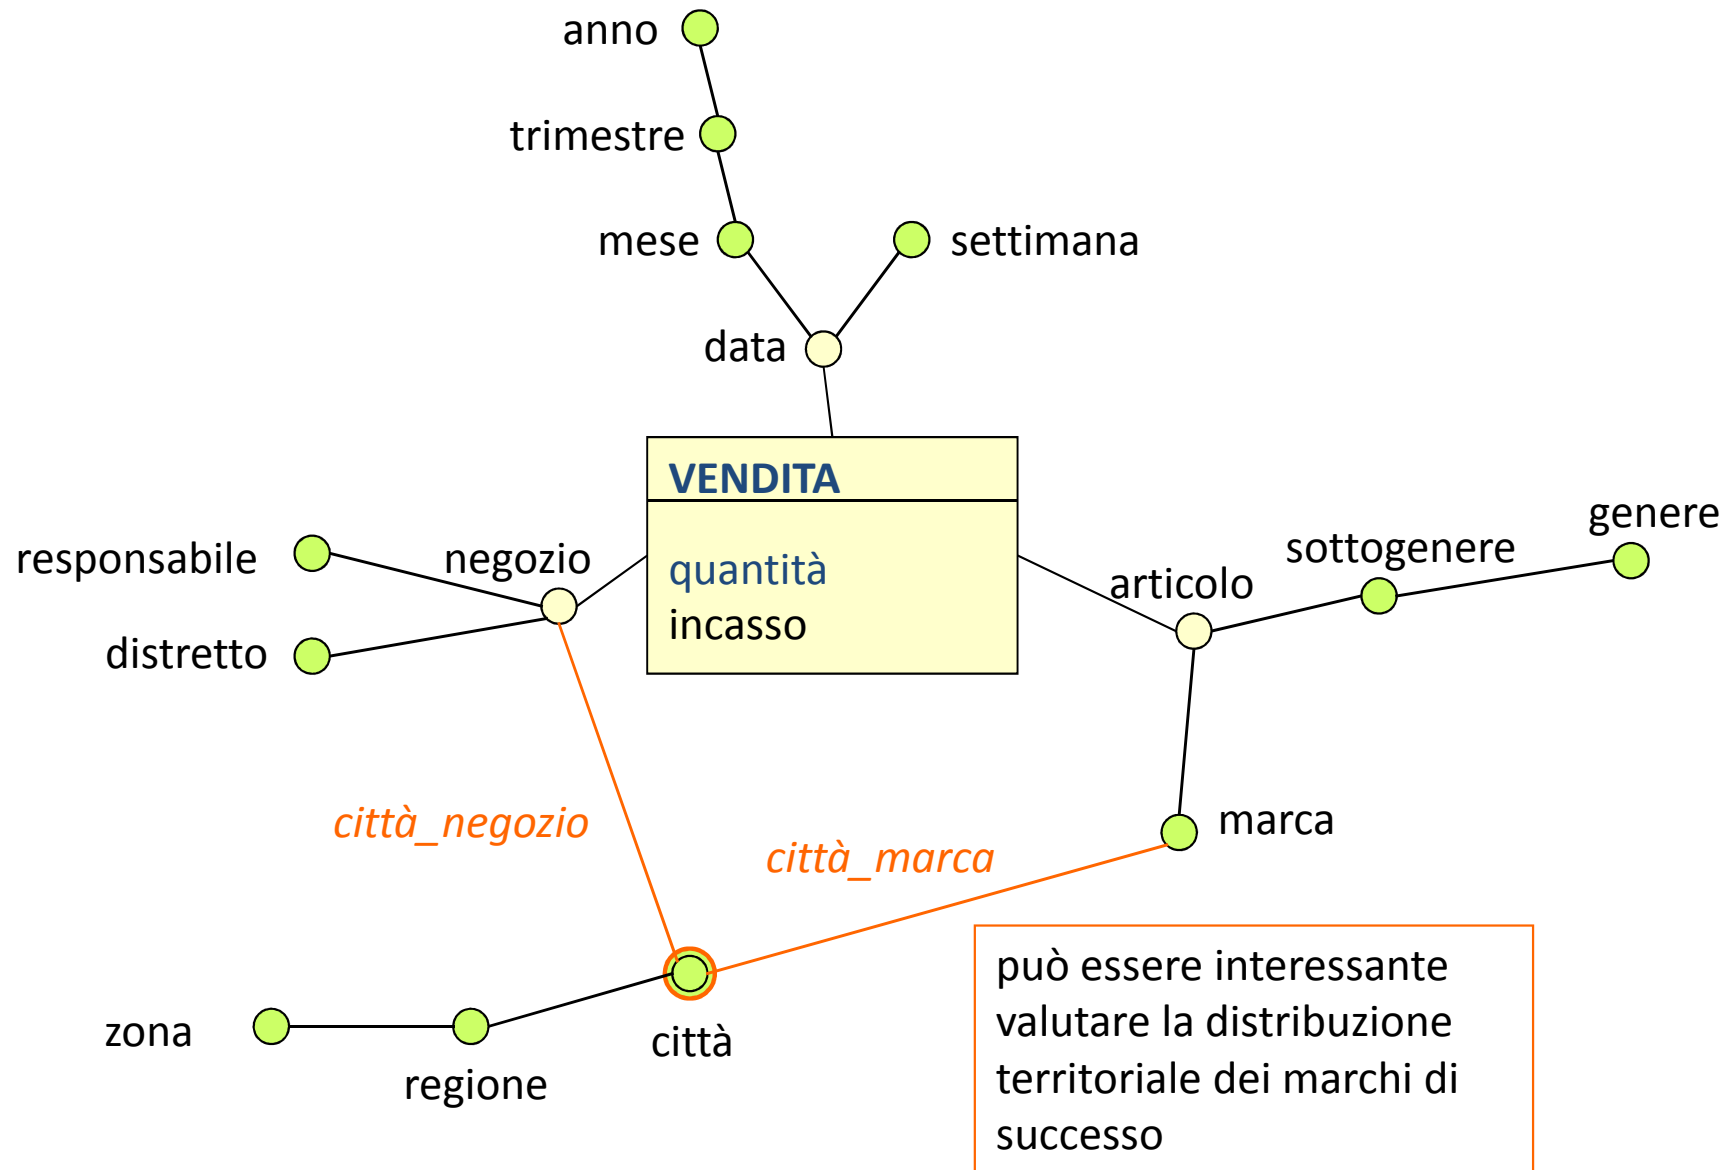 anno
trimestre
mese
settimana
data
VENDITA
quantità
incasso
responsabile
negozio
distretto
articolo
sottogenere
genere
città_negozio
città_marca
marca
zona
regione
città
può essere interessante
valutare la distribuzione
territoriale dei marchi di
successo